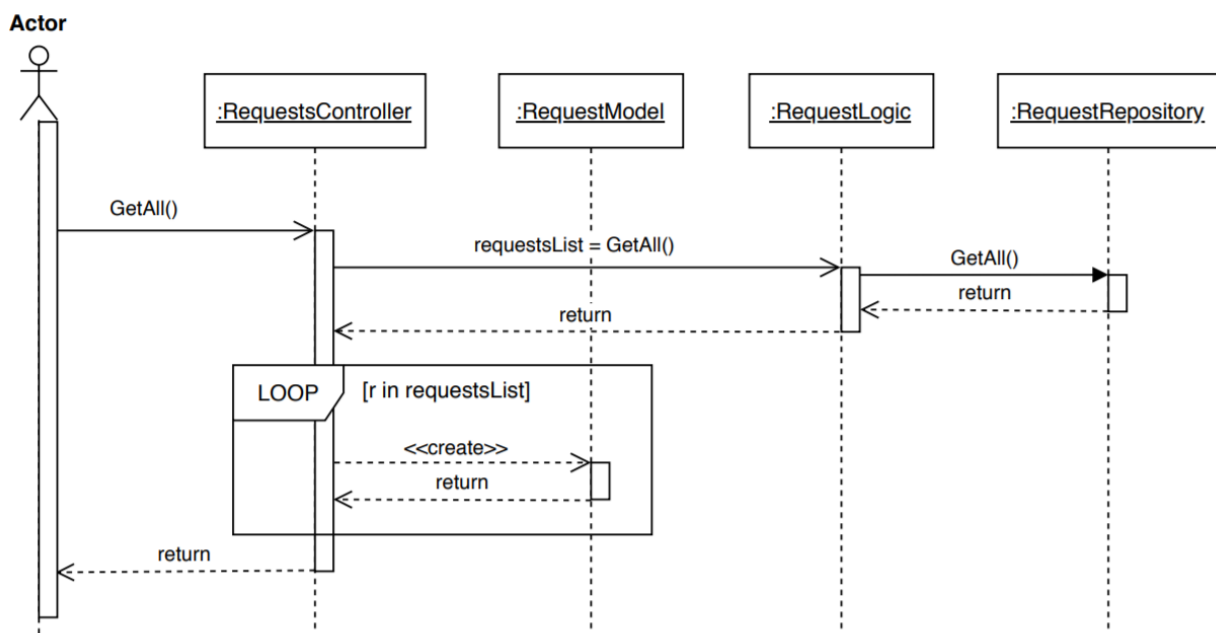 Actor
:RequestsController
:RequestModel
:RequestLogic
:RequestRepository
GetAll()
requestsList = GetAll()
GetAll()
return
return
LOOP
[r in requestsList]
<<create>>
return
return